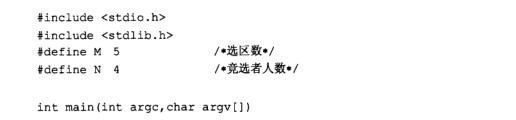 #include <stdio.h>
#include <stdlib.h>
#define M 5 /*选区数*/
#define N 4 /*竞选者人数*/
int main(int argc,char argv[])